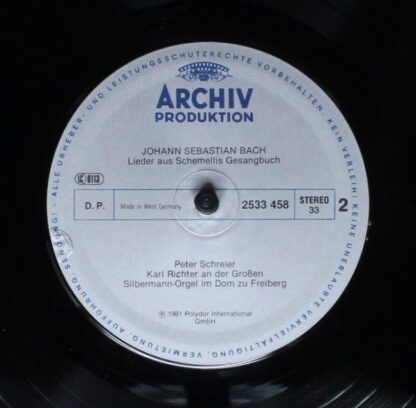 ALLE URHEBER- UND LEISTUNGSSCHUTZRECHTE VORBEHALTEN · KEIN VERLEIH! KEINE UNERLAUBTE VERVIELFÄLTIGUNG, VERMIETUNG, AUFFÜHRUNG, SENDUNG!
ARCHIV
PRODUKTION
JOHANN SEBASTIAN BACH
Lieder aus Schemellis Gesangbuch
LC 0113
D. P.
Made in West Germany
2533 458
STEREO
33
2
Peter Schreier
Karl Richter an der Großen
Silbermann-Orgel im Dom zu Freiberg
℗ 1981 Polydor International
GmbH